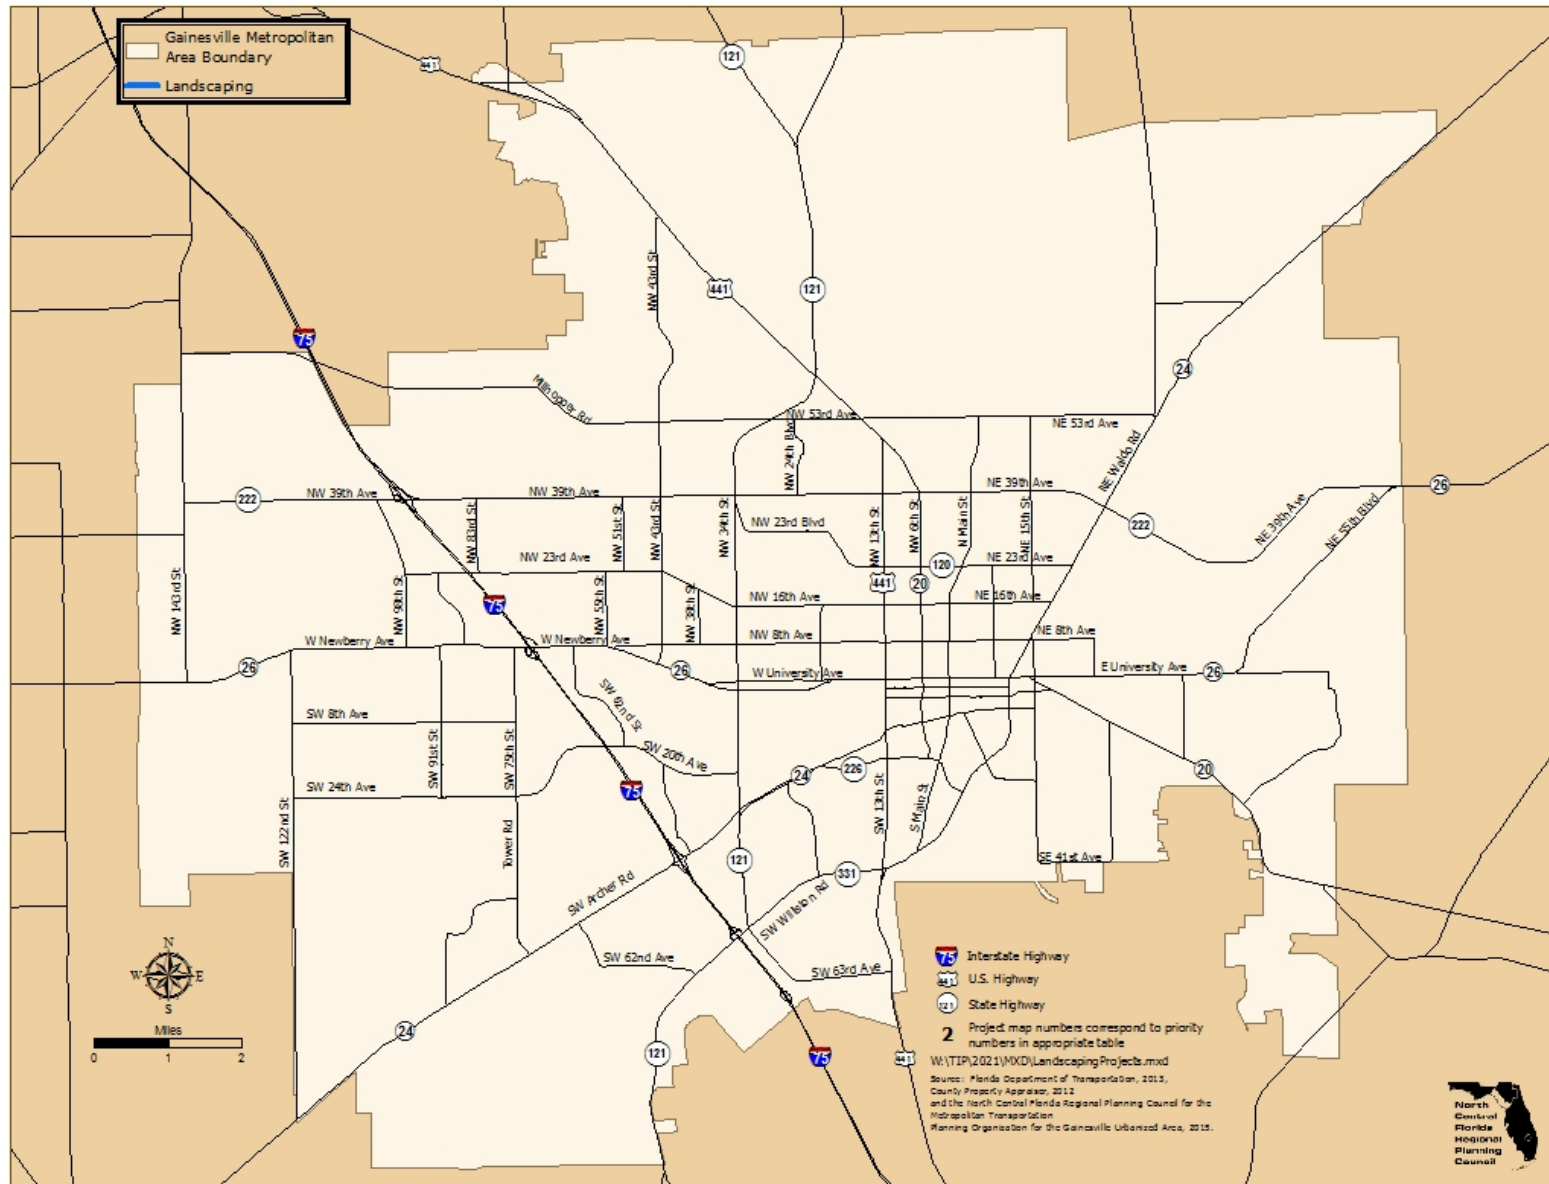 Gainesville Metropolitan
Area Boundary
Landscaping
441
121
75
NW 43rd St
441
121
24
Millhopper Rd
NW 53rd Ave
NE 53rd Ave
NW 24th Blvd
NE Waldo Rd
222
NW 39th Ave
NW 39th Ave
NE 39th Ave
26
NW 83rd St
NW 51st St
NW 43rd St
NW 34th St
NW 23rd Blvd
NW 13th St
NW 6th St
N Main St
NE 15th St
222
NE 39th Ave
NE 55th Blvd
NW 23rd Ave
120
NE 23rd Ave
NW 143rd St
NW 98th St
75
NW 55th St
NW 38th St
441
20
NW 16th Ave
NE 16th Ave
W Newberry Ave
W Newberry Ave
NW 8th Ave
NE 8th Ave
26
26
W University Ave
E University Ave
26
SW 62nd St
SW 8th Ave
SW 91st St
SW 75th St
SW 20th Ave
24
226
20
SW 24th Ave
75
SW 122nd St
SW 13th St
S Main St
Tower Rd
121
331
SE 41st Ave
SW Archer Rd
SW Williston Rd
SW 62nd Ave
SW 63rd Ave
N
W
E
S
Miles
0
1
2
24
121
75
441
75
Interstate Highway
441
U.S. Highway
121
State Highway
2
Project map numbers correspond to priority
numbers in appropriate table
W:\TIP\2021\MXD\LandscapingProjects.mxd
Source: Florida Department of Transportation, 2013,
County Property Appraiser, 2012
and the North Central Florida Regional Planning Council for the
Metropolitan Transportation
Planning Organization for the Gainesville Urbanized Area, 2015.
North
Central
Florida
Regional
Planning
Council